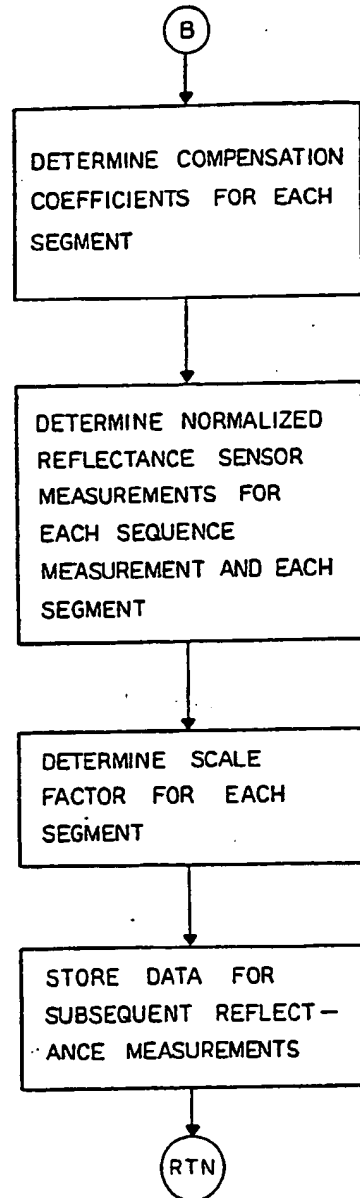 B
DETERMINE COMPENSATION
COEFFICIENTS FOR EACH
SEGMENT
DETERMINE NORMALIZED
REFLECTANCE SENSOR
MEASUREMENTS FOR
EACH SEQUENCE
MEASUREMENT AND EACH
SEGMENT
DETERMINE SCALE
FACTOR FOR EACH
SEGMENT
STORE DATA FOR
SUBSEQUENT REFLECT-
ANCE MEASUREMENTS
RTN